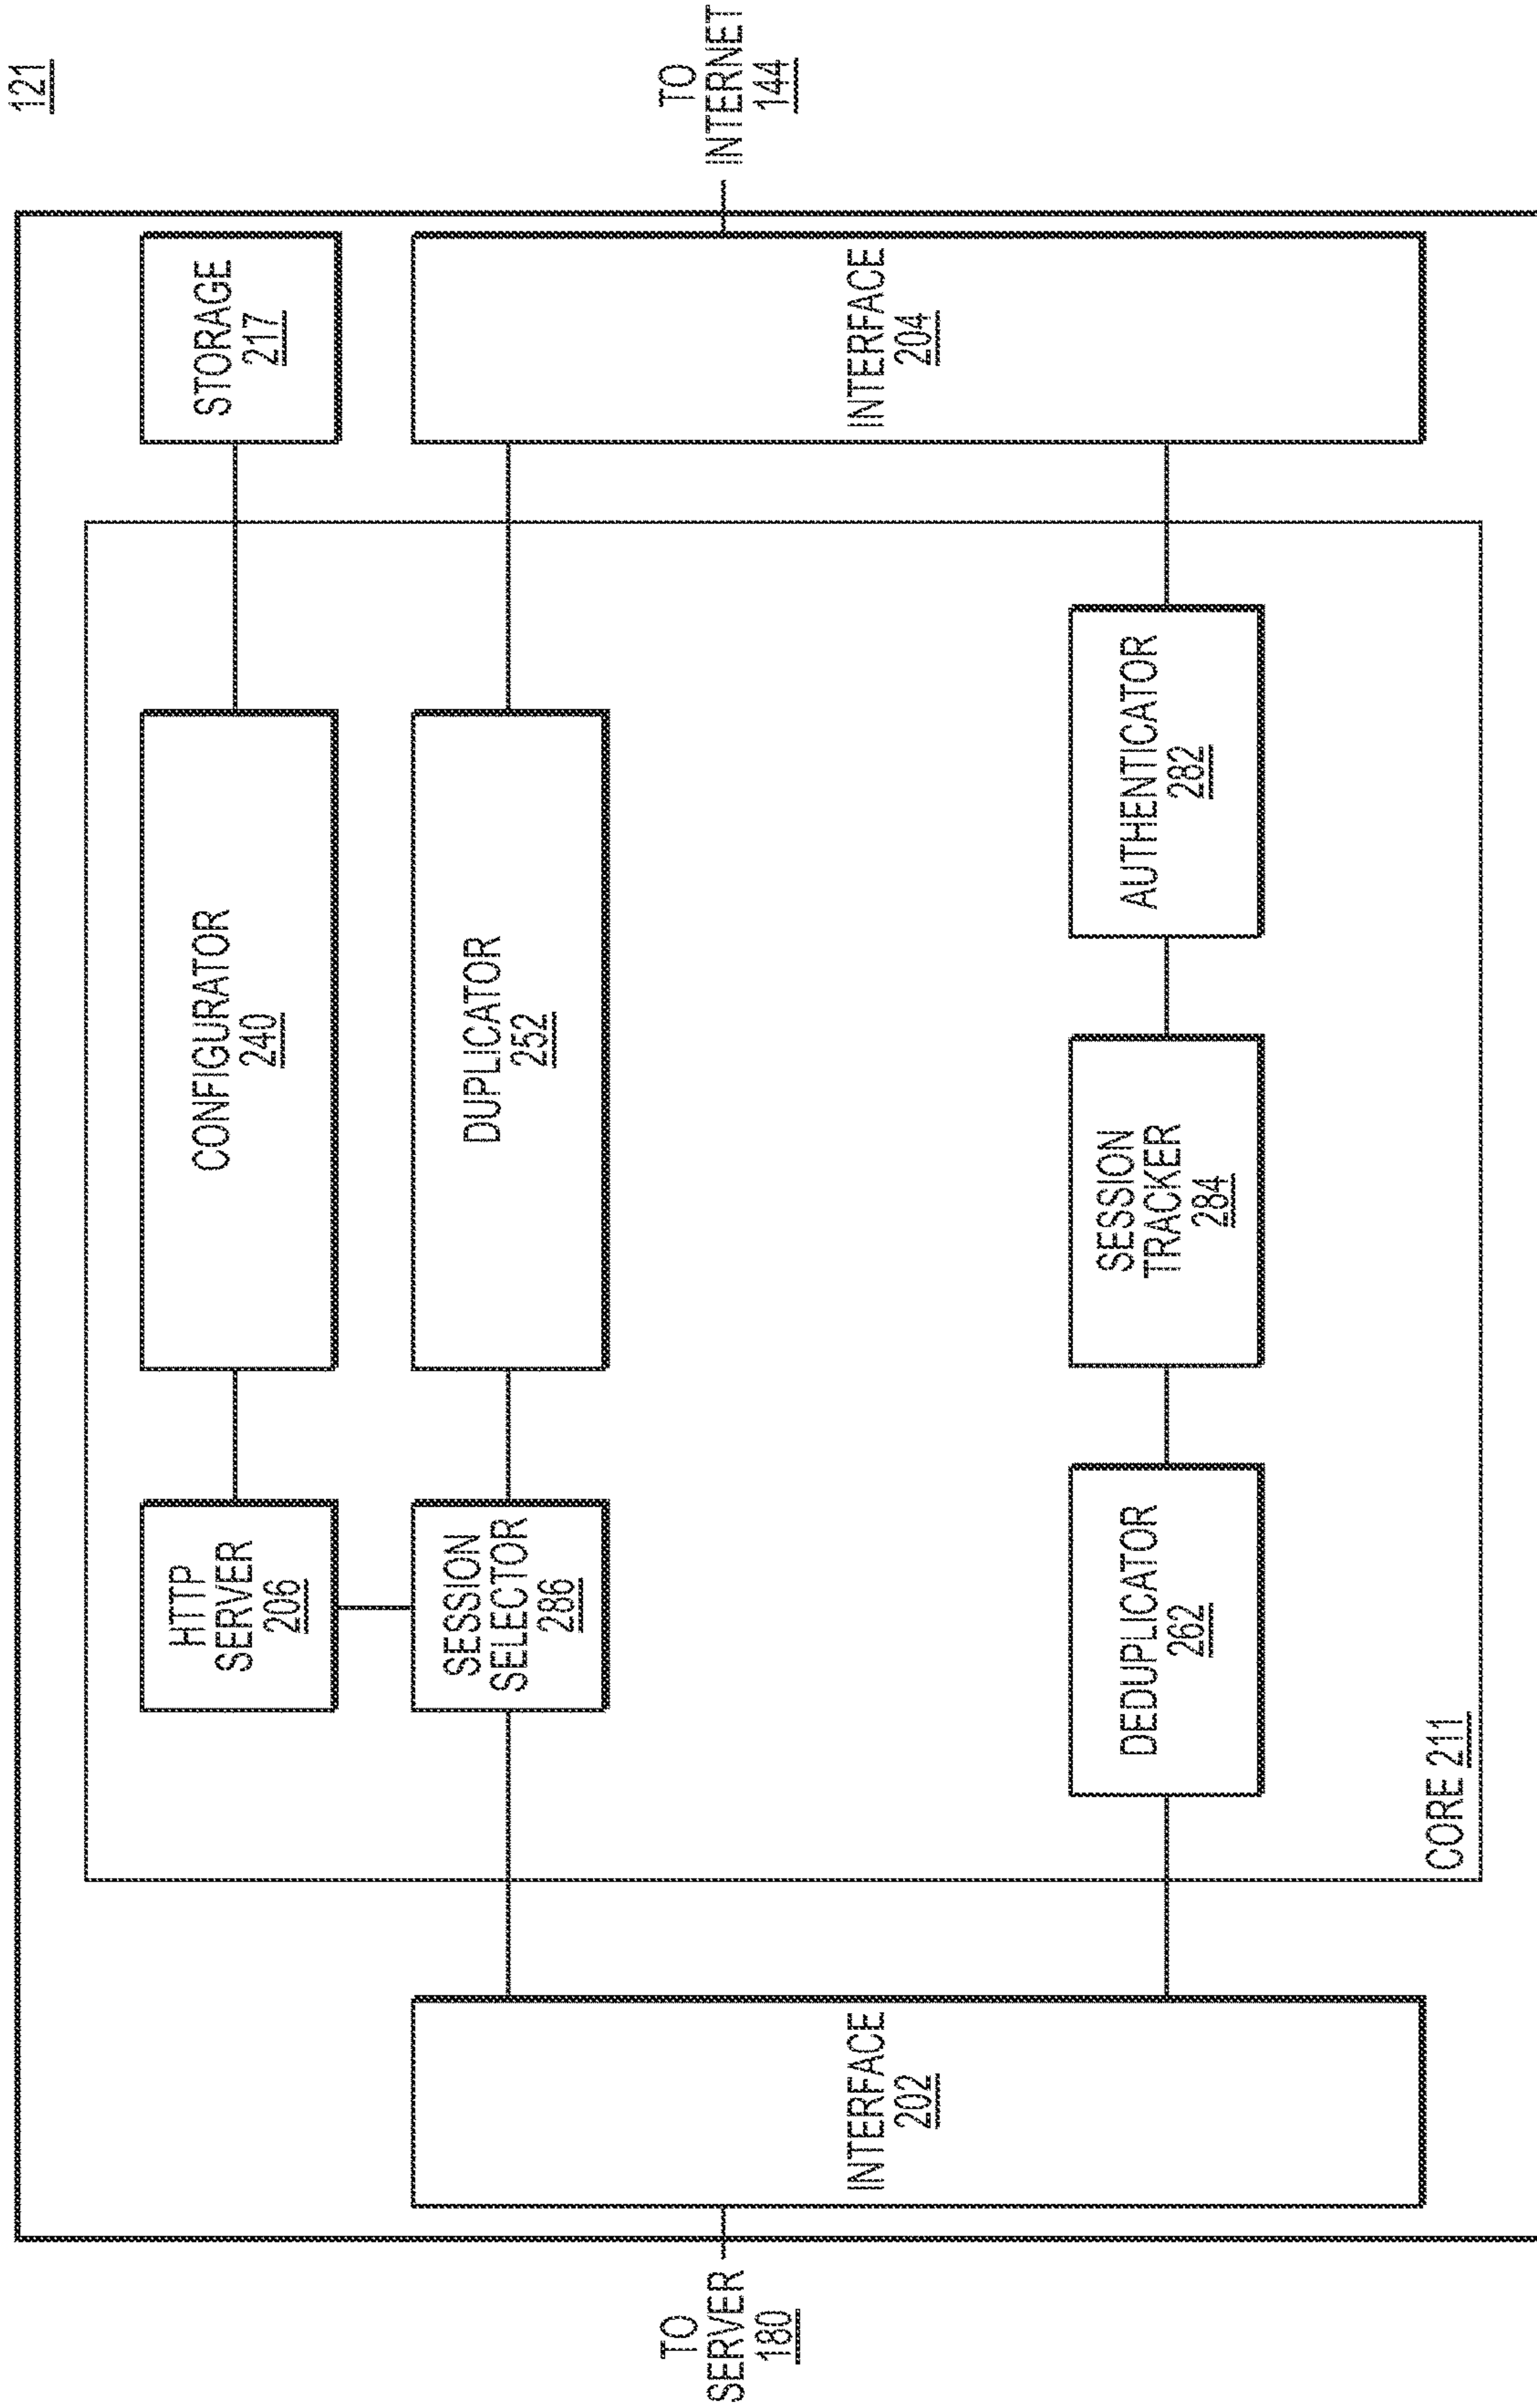 121
STORAGE
217
TO
INTERNET
144
INTERFACE
204
CONFIGURATOR
240
DUPLICATOR
252
AUTHENTICATOR
282
SESSION
TRACKER
284
HTTP
SERVER
206
SESSION
SELECTOR
286
DEDUPLICATOR
262
CORE 211
INTERFACE
202
TO
SERVER
180